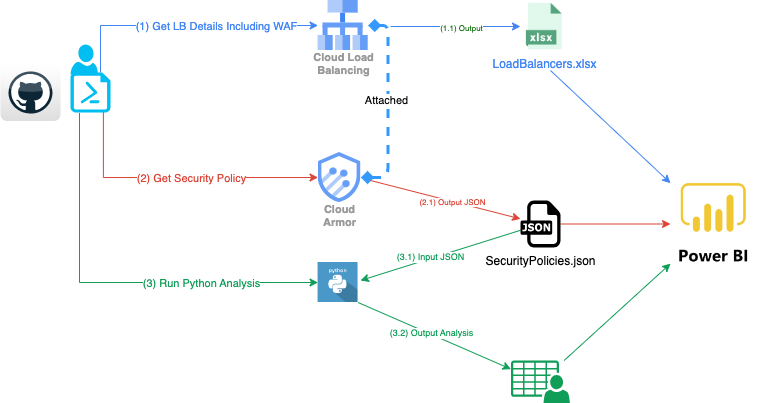 (1) Get LB Details Including WAF
(1.1) Output
xlsx
Cloud Load
Balancing
LoadBalancers.xlsx
Attached
(2) Get Security Policy
Cloud
Armor
(2.1) Output JSON
JSON
SecurityPolicies.json
Power BI
(3.1) Input JSON
python
(3) Run Python Analysis
(3.2) Output Analysis